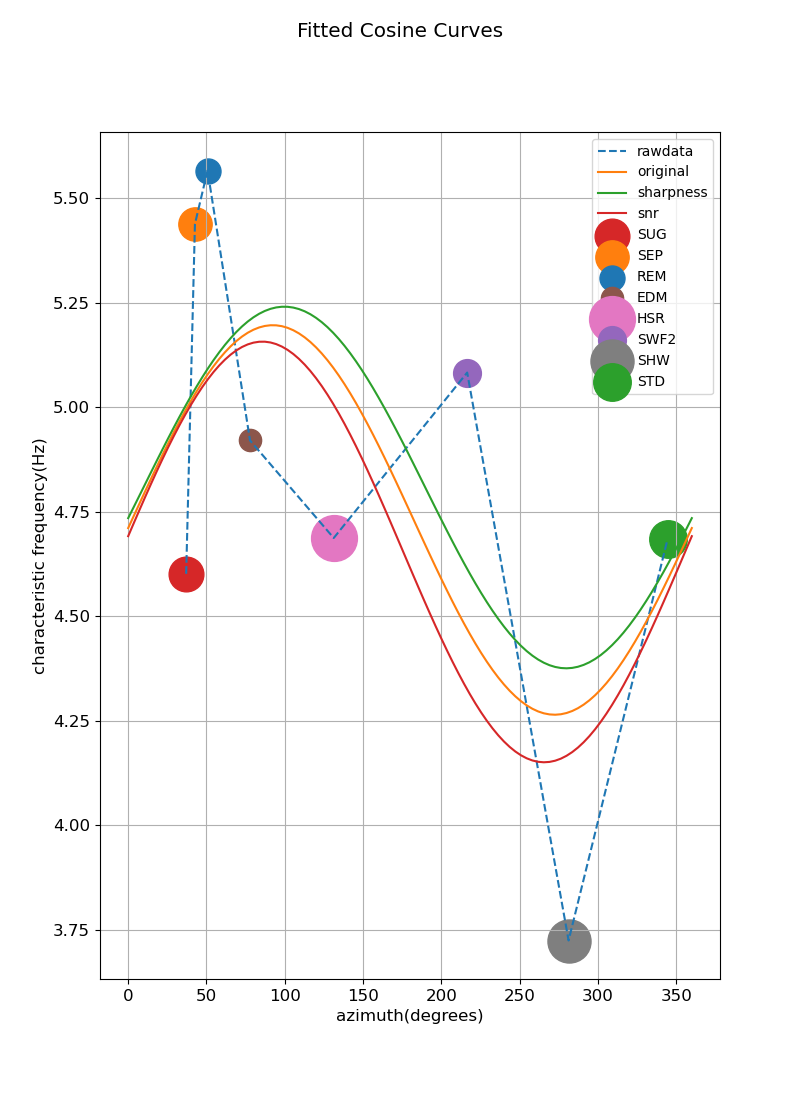 Fitted Cosine Curves
rawdata
original
sharpness
snr
SUG
SEP
REM
EDM
HSR
SWF2
SHW
STD
characteristic frequency(Hz)
5.50
5.25
5.00
4.75
4.50
4.25
4.00
3.75
0 50 100 150 200 250 300 350
azimuth(degrees)